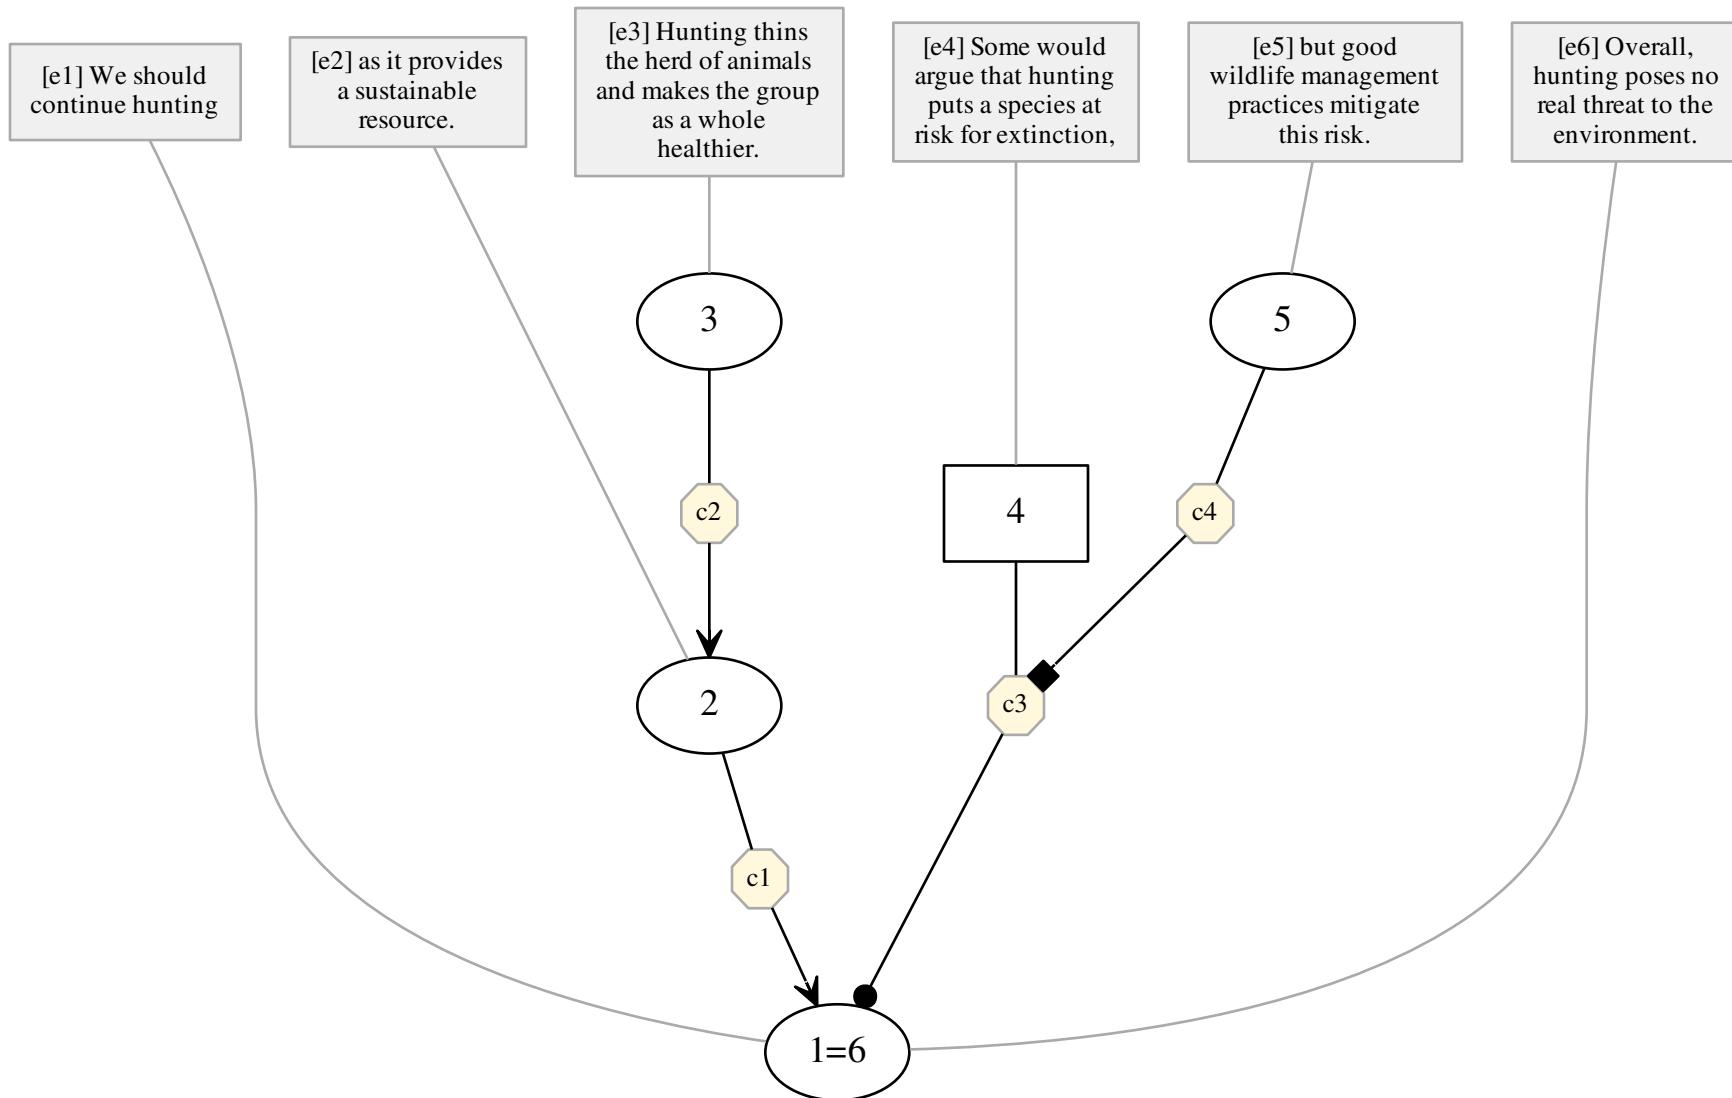 [e1] We should
continue hunting
[e2] as it provides
a sustainable
resource.
[e3] Hunting thins
the herd of animals
and makes the group
as a whole
healthier.
[e4] Some would
argue that hunting
puts a species at
risk for extinction,
[e5] but good
wildlife management
practices mitigate
this risk.
[e6] Overall,
hunting poses no
real threat to the
environment.
3
5
c2
4
c4
2
c3
c1
1=6